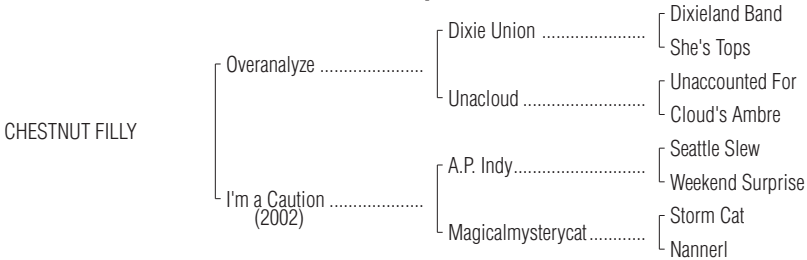 Dixieland Band
Dixie Union ......................
She's Tops
Overanalyze ......................
Unaccounted For
Unacloud ..........................
Cloud's Ambre
CHESTNUT FILLY
Seattle Slew
A.P. Indy............................
Weekend Surprise
I'm a Caution ....................
(2002)
Storm Cat
Magicalmysterycat............
Nannerl